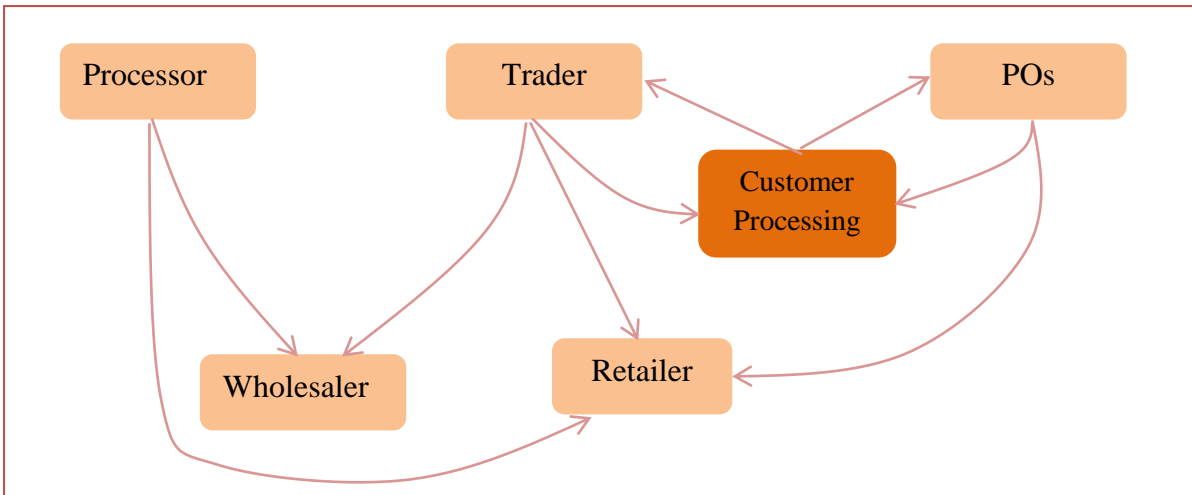 Processor
Trader
POs
Customer
Processing
Wholesaler
Retailer